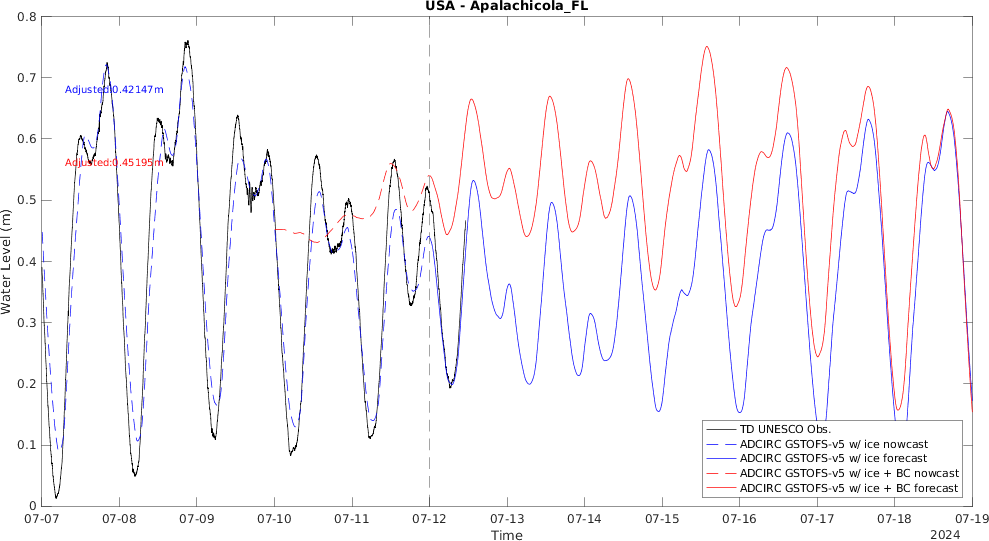 USA - Apalachicola_FL
0.8
0.7
0.6
0.5
0.4
0.3
0.2
0.1
0
Water Level (m)
Adjusted:0.42147m
Adjusted:0.45195m
TD UNESCO Obs.
ADCIRC GSTOFS-v5 w/ ice nowcast
ADCIRC GSTOFS-v5 w/ ice forecast
ADCIRC GSTOFS-v5 w/ ice + BC nowcast
ADCIRC GSTOFS-v5 w/ ice + BC forecast
07-07 07-08 07-09 07-10 07-11 07-12 07-13 07-14 07-15 07-16 07-17 07-18 07-19
Time
2024